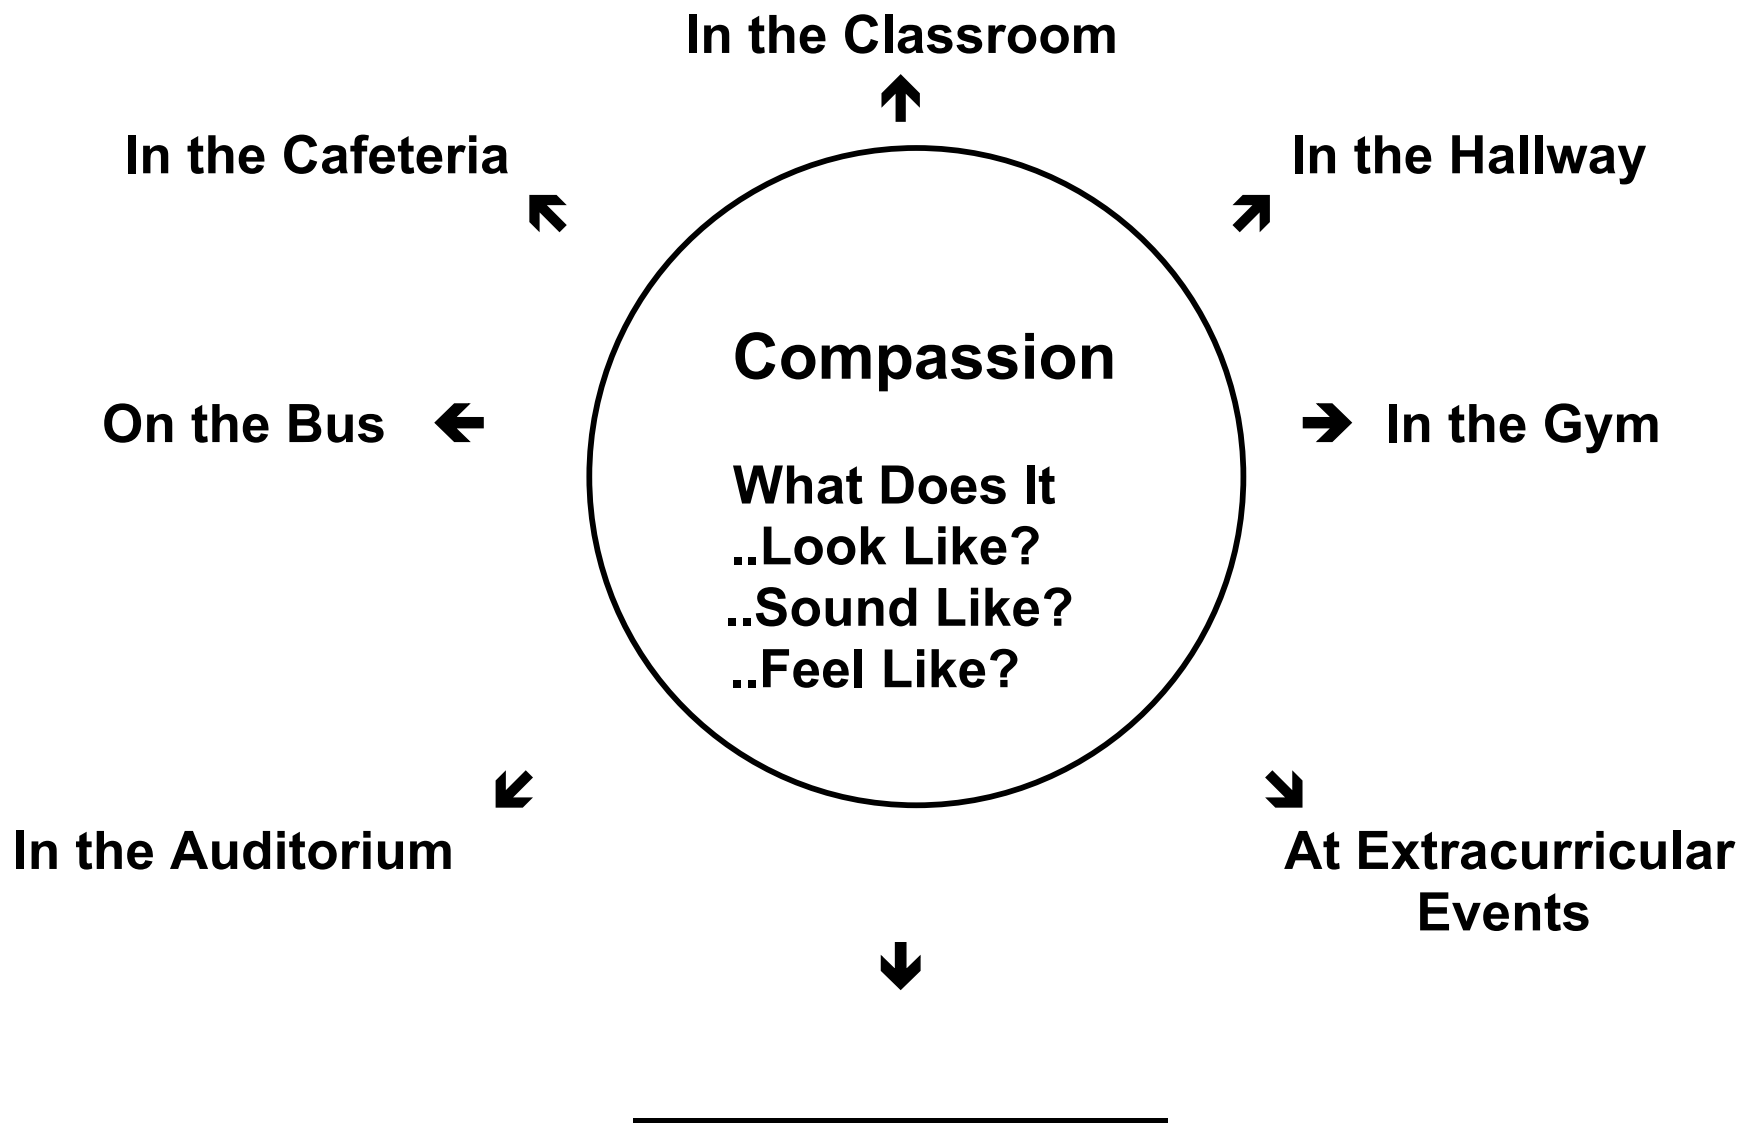 In the Classroom
In the Cafeteria
In the Hallway
Compassion
On the Bus
In the Gym
What Does It
..Look Like?
..Sound Like?
..Feel Like?
In the Auditorium
At Extracurricular
Events